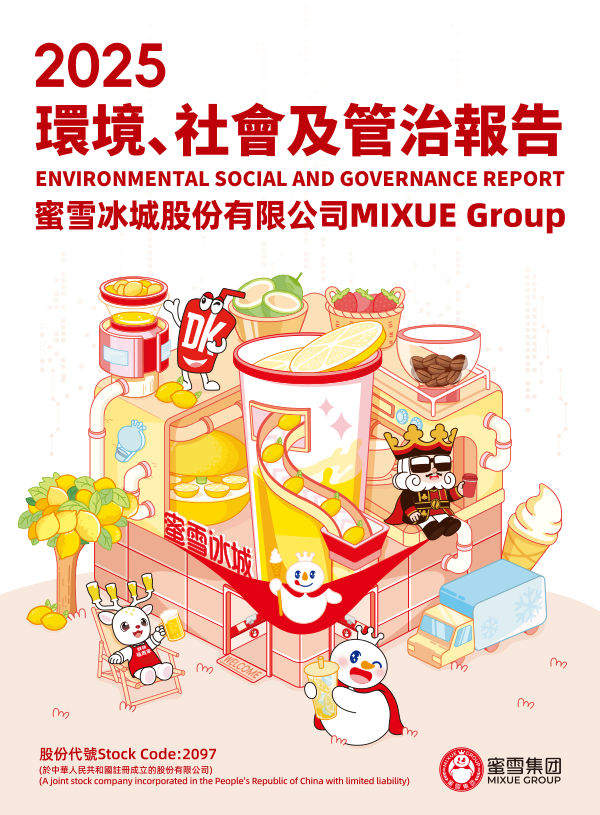 2025
環境、社會及管治報告
ENVIRONMENTAL SOCIAL AND GOVERNANCE REPORT
蜜雪冰城股份有限公司MIXUE Group
DK
蜜雪冰城
WELCOME
股份代號Stock Code:2097
(於中華人民共和國註冊成立的股份有限公司)
(A joint stock company incorporated in the People's Republic of China with limited liability)
MIXUE GROUP
蜜雪集团
MIXUE GROUP